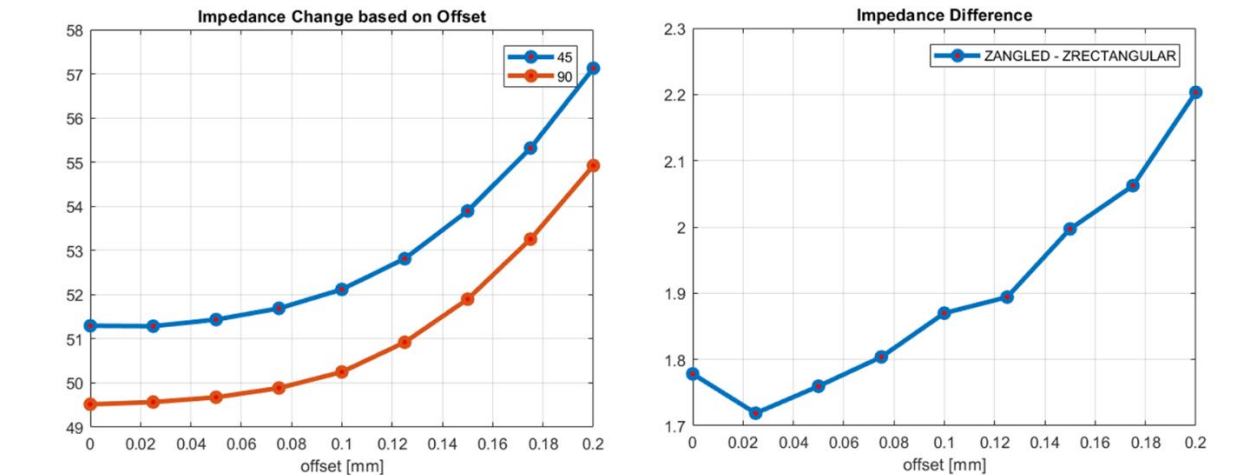 Impedance Change based on Offset
58
57
56
55
54
53
52
51
50
49
45
90
0 0.02 0.04 0.06 0.08 0.1 0.12 0.14 0.16 0.18 0.2
offset [mm]
Impedance Difference
2.3
2.2
2.1
2
1.9
1.8
1.7
ZANGLED - ZRECTANGULAR
0 0.02 0.04 0.06 0.08 0.1 0.12 0.14 0.16 0.18 0.2
offset [mm]